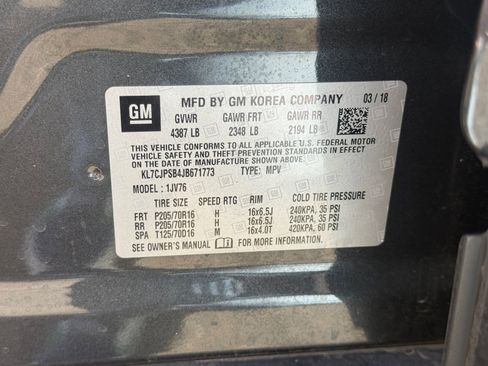 GM MFD BY GM KOREA COMPANY 03 / 18
GVWR GAWR FRT GAWR RR
4387 LB 2348 LB 2194 LB
THIS VEHICLE CONFORMS TO ALL APPLICABLE U.S. FEDERAL MOTOR
VEHICLE SAFETY AND THEFT PREVENTION STANDARDS IN EFFECT
ON THE DATE OF MANUFACTURE SHOWN ABOVE.
KL7CJPSB4JB671773 TYPE: MPV
MODEL : 1JV76
TIRE SIZE SPEED RTG RIM COLD TIRE PRESSURE
FRT P205/70R16 H 16x6.5J 240KPA, 35 PSI
RR P205/70R16 H 16x6.5J 240KPA, 35 PSI
SPA T125/70D16 M 16x4.0T 420KPA, 60 PSI
SEE OWNER'S MANUAL FOR MORE INFORMATION.